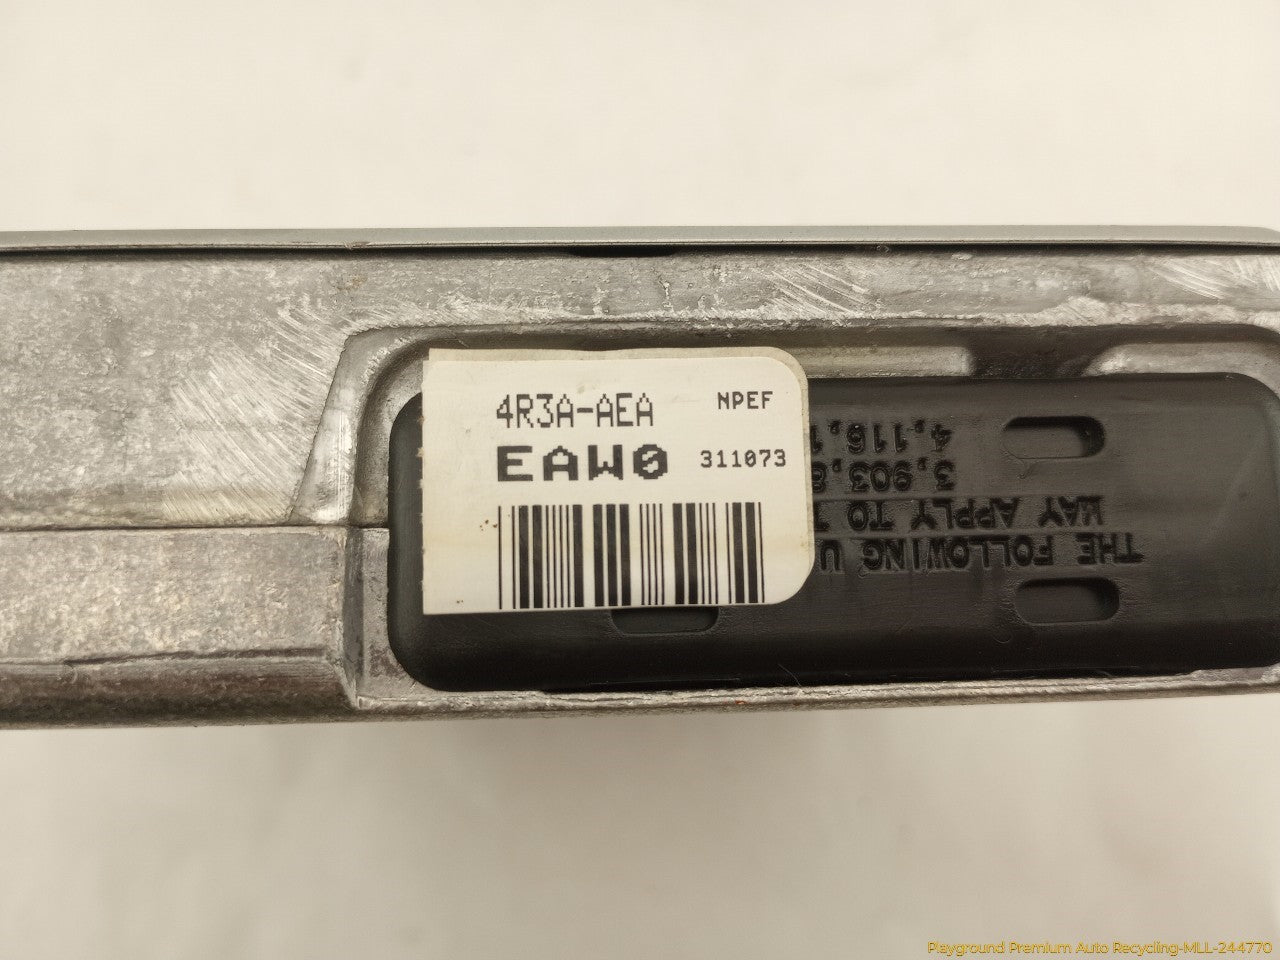 4R3A-AEA NPEF
EAW0 311073
THE FOLLOWING U
MAY APPLY TO
3,903,8
4,116,1
Playground Premium Auto Recycling-MLL-244770